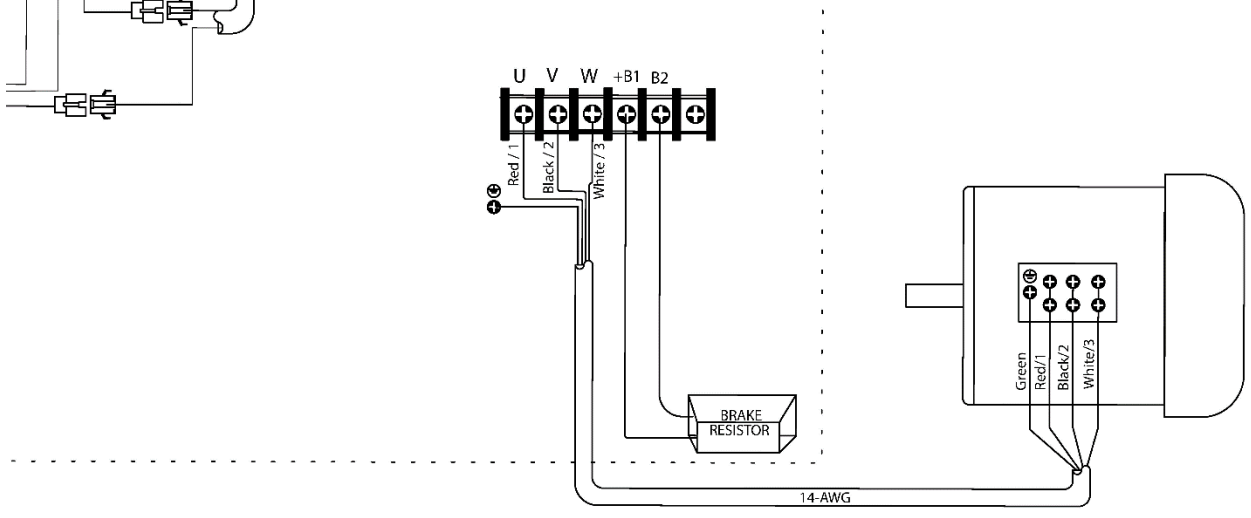 U V W +B1 B2
Red / 1
Black / 2
White / 3
Green
Red/1
Black/2
White/3
BRAKE
RESISTOR
14-AWG